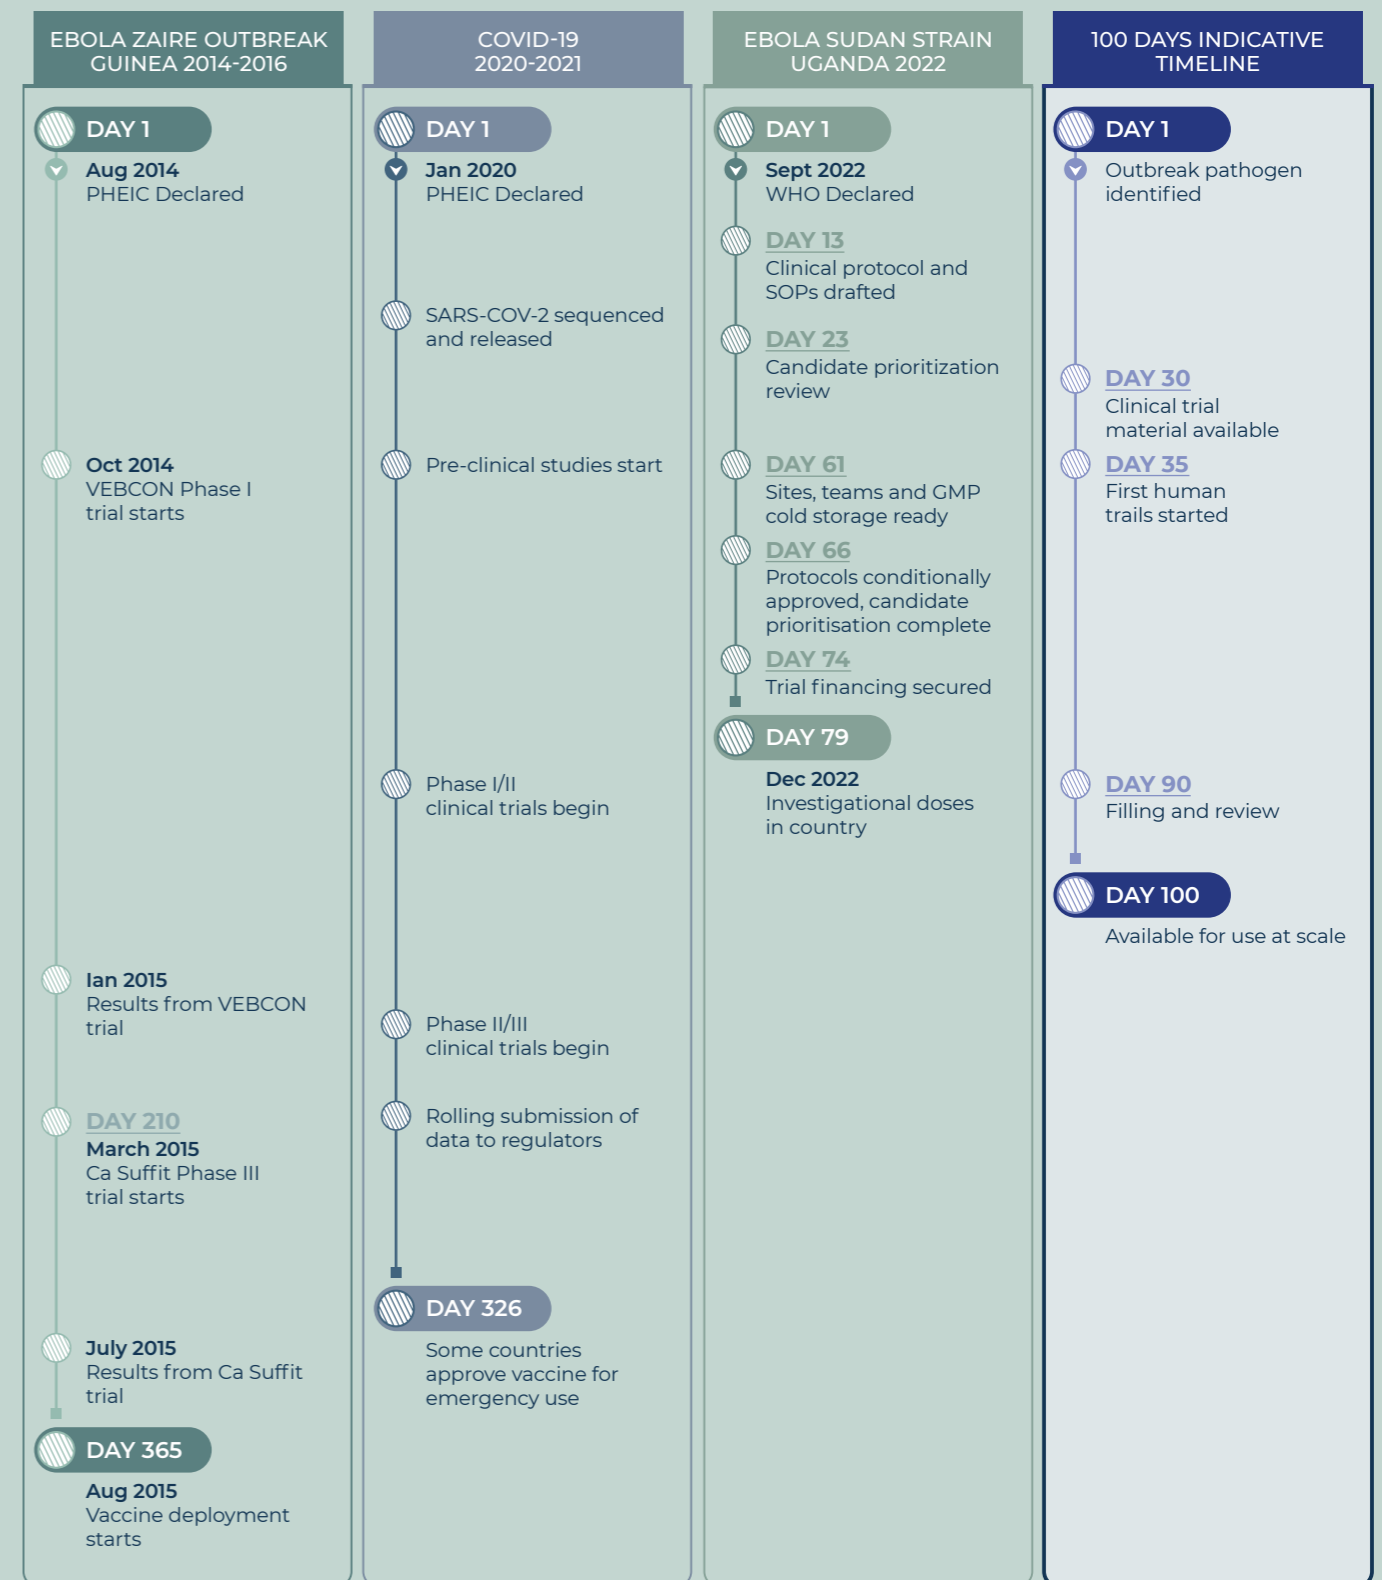 EBOLA ZAIRE OUTBREAK
GUINEA 2014-2016
DAY 1
Aug 2014
PHEIC Declared
Oct 2014
VEBCON Phase I
trial starts
Ian 2015
Results from VEBCON
trial
DAY 210
March 2015
Ca Suffit Phase III
trial starts
July 2015
Results from Ca Suffit
trial
DAY 365
Aug 2015
Vaccine deployment
starts
COVID-19
2020-2021
DAY 1
Jan 2020
PHEIC Declared
SARS-COV-2 sequenced
and released
Pre-clinical studies start
Phase I/II
clinical trials begin
Phase II/III
clinical trials begin
Rolling submission of
data to regulators
DAY 326
Some countries
approve vaccine for
emergency use
EBOLA SUDAN STRAIN
UGANDA 2022
DAY 1
Sept 2022
WHO Declared
DAY 13
Clinical protocol and
SOPs drafted
DAY 23
Candidate prioritization
review
DAY 61
Sites, teams and GMP
cold storage ready
DAY 66
Protocols conditionally
approved, candidate
prioritisation complete
DAY 74
Trial financing secured
DAY 79
Dec 2022
Investigational doses
in country
100 DAYS INDICATIVE
TIMELINE
DAY 1
Outbreak pathogen
identified
DAY 30
Clinical trial
material available
DAY 35
First human
trails started
DAY 90
Filling and review
DAY 100
Available for use at scale